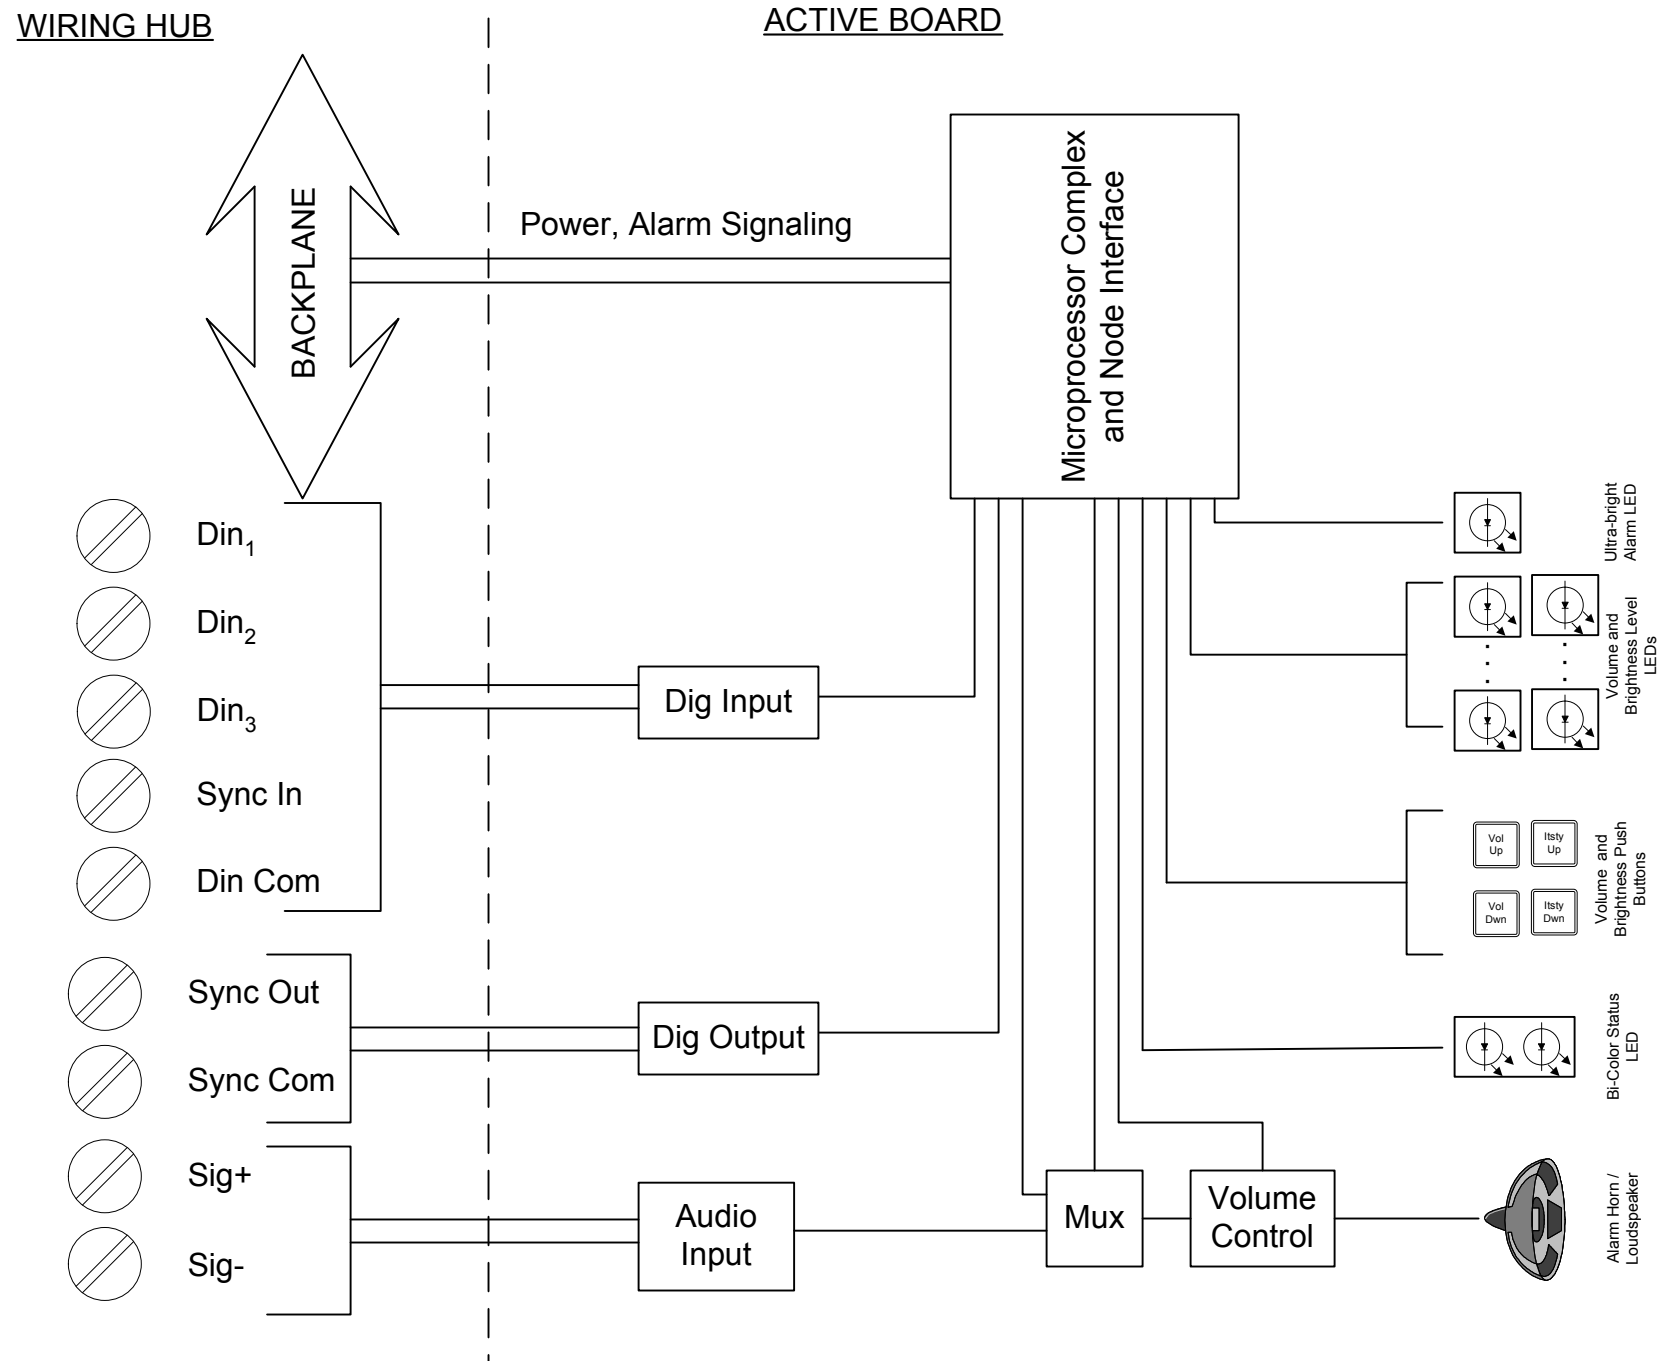 WIRING HUB
ACTIVE BOARD
BACKPLANE
Power, Alarm Signaling
Microprocessor Complex
and Node Interface
Din1
Din2
Din3
Sync In
Din Com
Dig Input
Sync Out
Sync Com
Dig Output
Sig+
Sig-
Audio
Input
Mux
Volume
Control
Ultra-bright
Alarm LED
Volume and
Brightness Level
LEDs
Vol
Up
Itsty
Up
Vol
Dwn
Itsty
Dwn
Volume and
Brightness Push
Buttons
Bi-Color Status
LED
Alarm Horn /
Loudspeaker